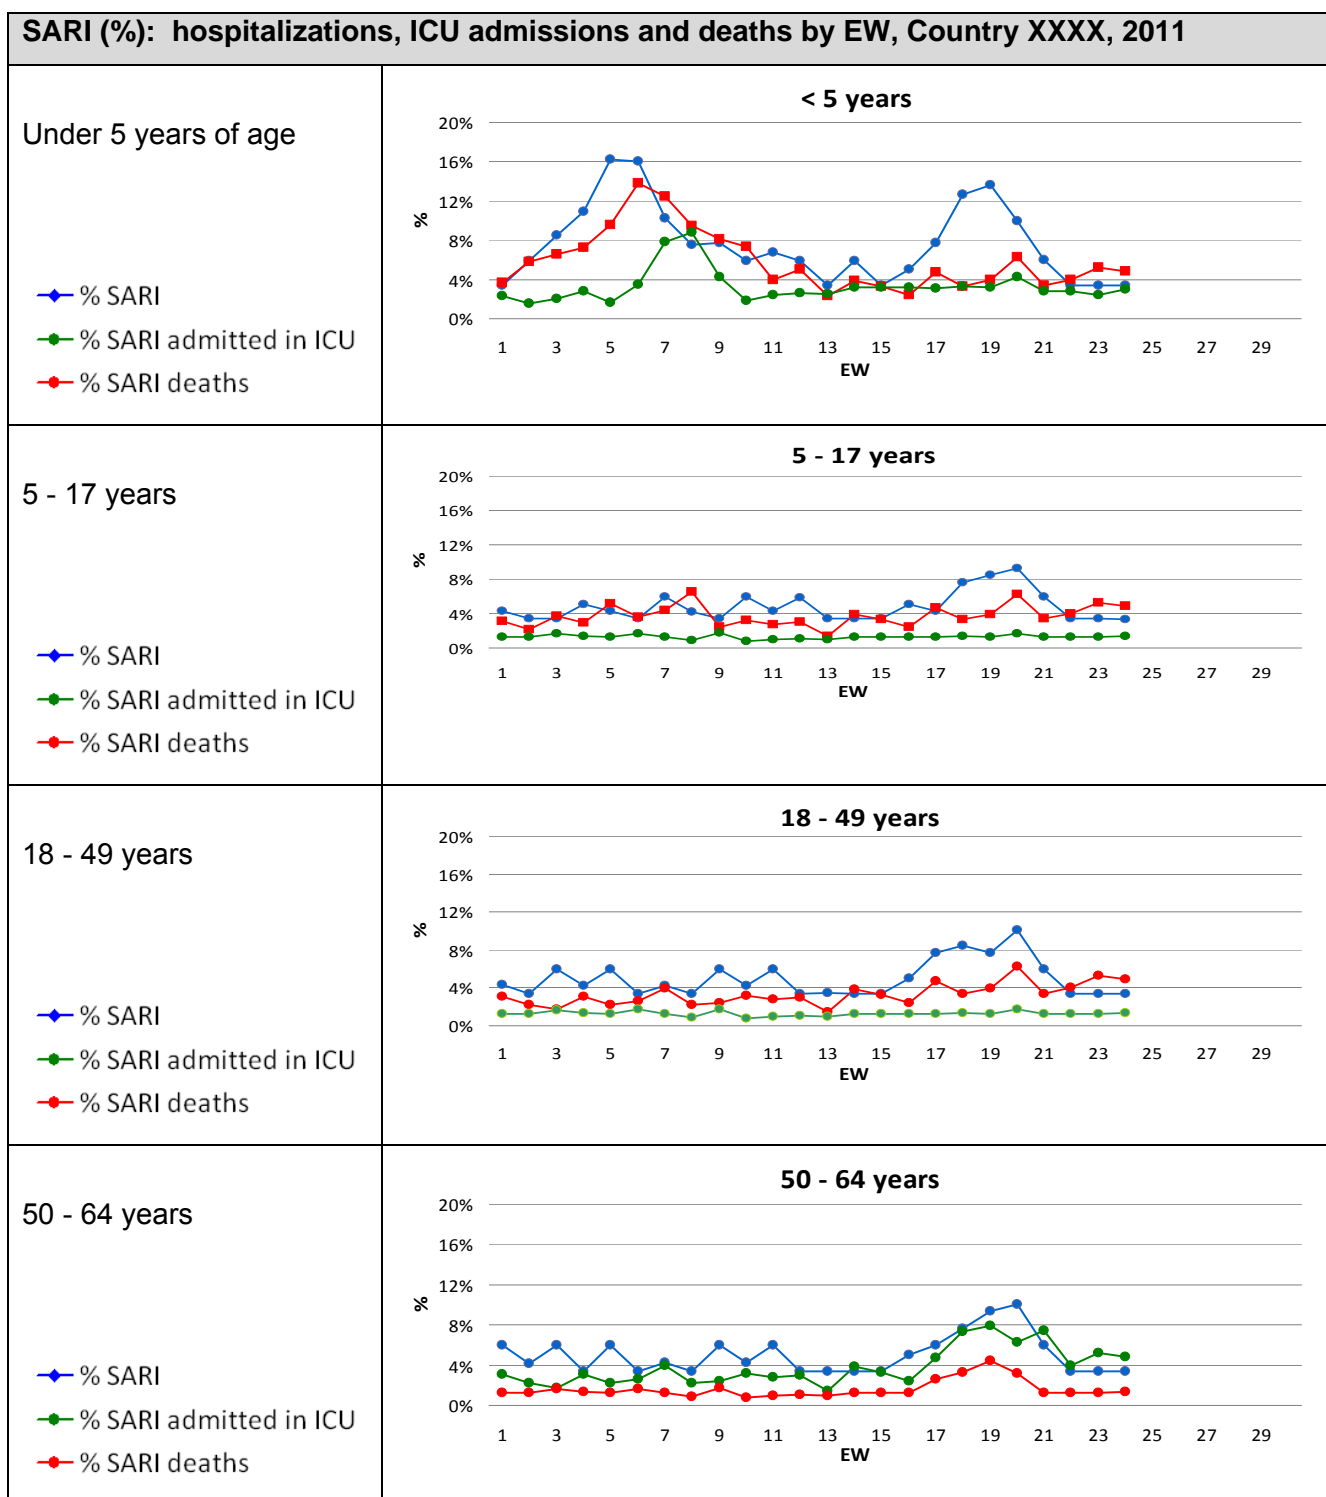 SARI (%): hospitalizations, ICU admissions and deaths by EW, Country XXXX, 2011
Under 5 years of age
% SARI
% SARI admitted in ICU
% SARI deaths
< 5 years
%
20%
16%
12%
8%
4%
0%
1 3 5 7 9 11 13 15 17 19 21 23 25 27 29
EW
5 - 17 years
% SARI
% SARI admitted in ICU
% SARI deaths
5 - 17 years
%
20%
16%
12%
8%
4%
0%
1 3 5 7 9 11 13 15 17 19 21 23 25 27 29
EW
18 - 49 years
% SARI
% SARI admitted in ICU
% SARI deaths
18 - 49 years
%
20%
16%
12%
8%
4%
0%
1 3 5 7 9 11 13 15 17 19 21 23 25 27 29
EW
50 - 64 years
% SARI
% SARI admitted in ICU
% SARI deaths
50 - 64 years
%
20%
16%
12%
8%
4%
0%
1 3 5 7 9 11 13 15 17 19 21 23 25 27 29
EW